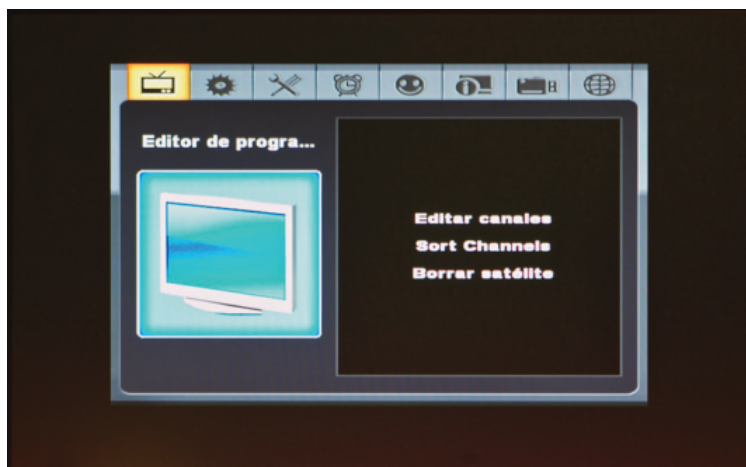 Editor de progra...
Editar canales
Sort Channels
Borrar satélite